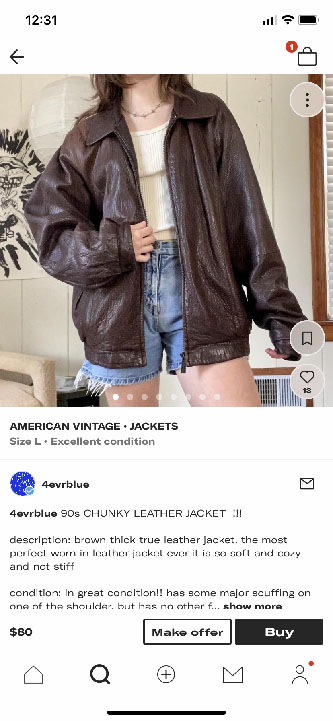 12:31
1
13
AMERICAN VINTAGE • JACKETS
Size L • Excellent condition
4evrblue
4evrblue 90s CHUNKY LEATHER JACKET !!!
description: brown thick true leather jacket. the most
perfect worn in leather jacket ever it is so soft and cozy
and not stiff
condition: in great condition!! has some major scuffing on
one of the shoulder, but has no other f... show more
$60
Make offer
Buy